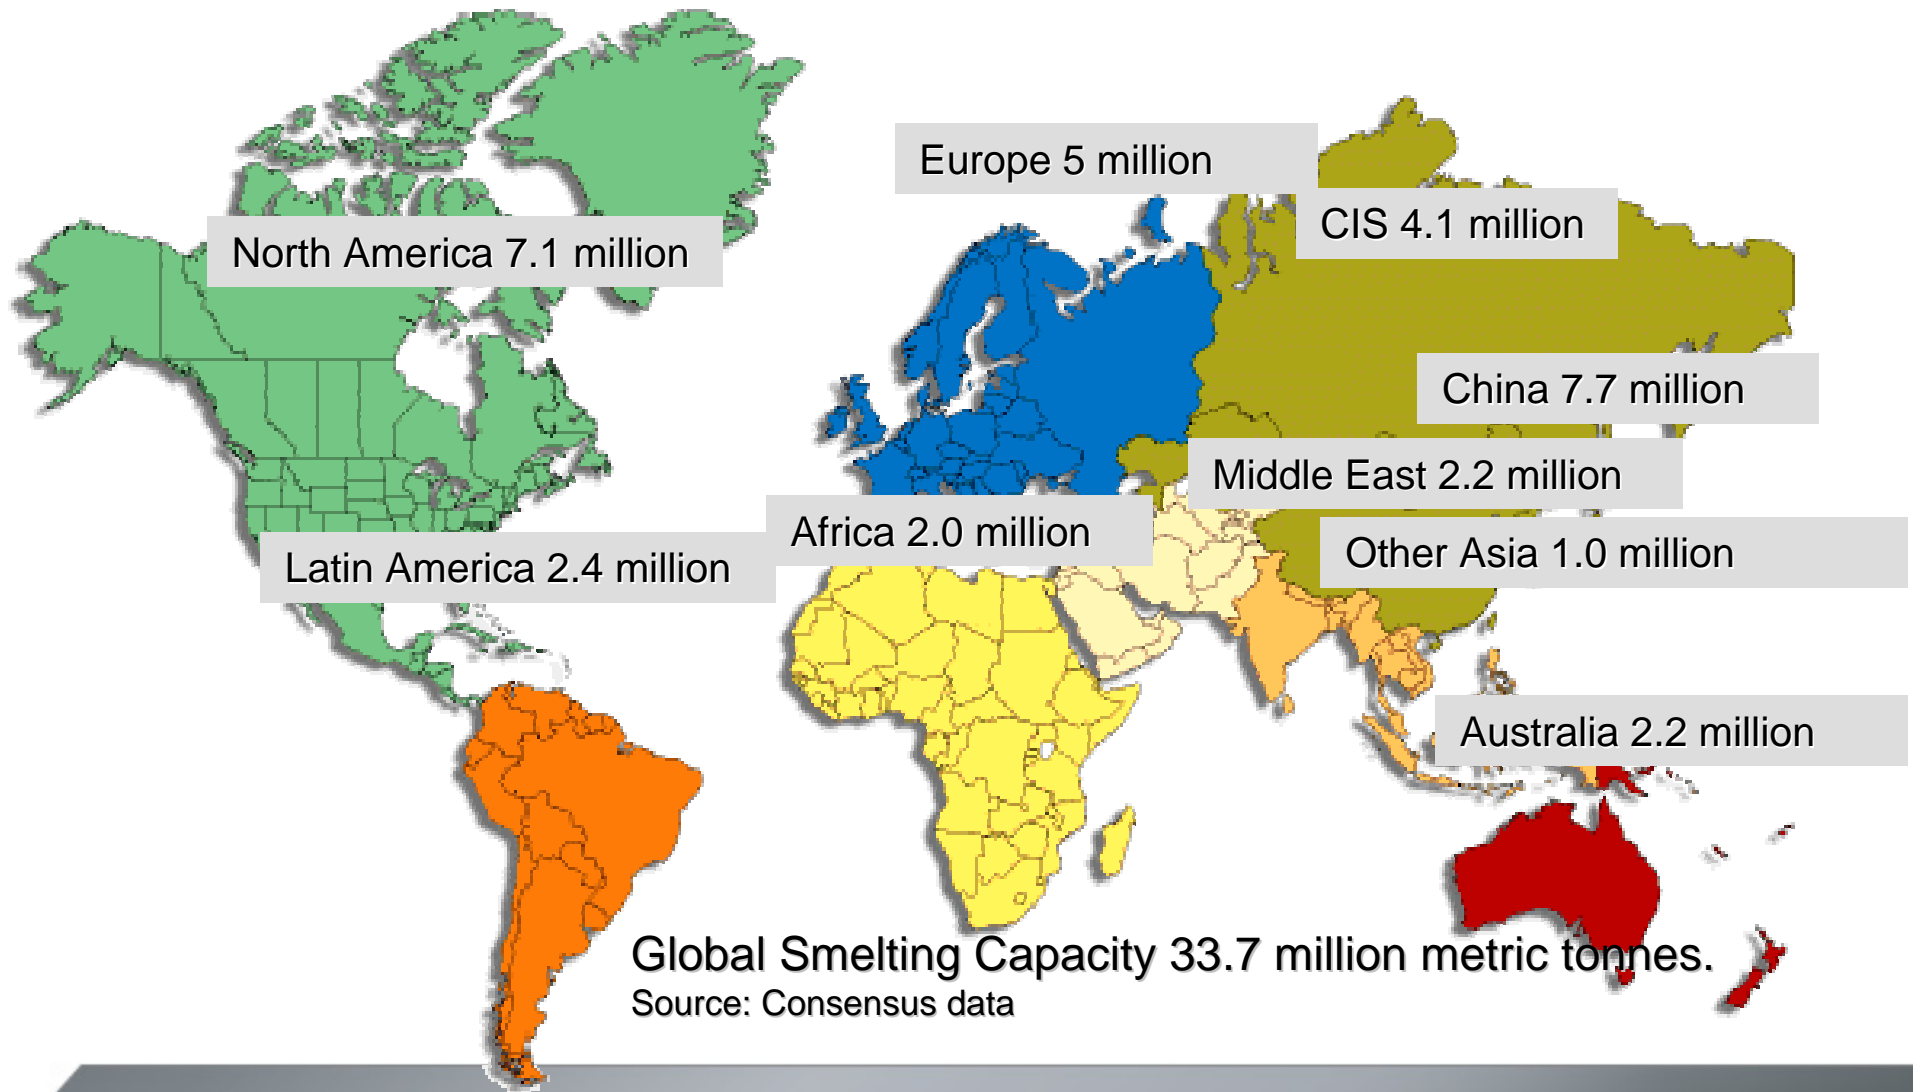 Europe 5 million
CIS 4.1 million
North America 7.1 million
China 7.7 million
Middle East 2.2 million
Africa 2.0 million
Other Asia 1.0 million
Latin America 2.4 million
Australia 2.2 million
Global Smelting Capacity 33.7 million metric tonnes.
Source: Consensus data